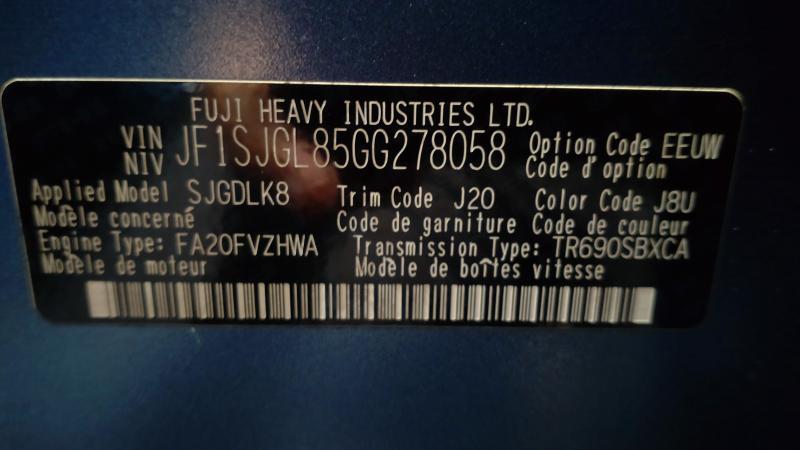 FUJI HEAVY INDUSTRIES LTD.
VIN
NIV JF1SJGL85GG278058 Option Code EEUW
Code d'option
Applied Model SJGDLK8 Trim Code J20 Color Code J8U
Modèle concerné Code de garniture Code de couleur
Engine Type: FA20FVZHWA Transmission Type: TR690SBXCA
Modèle de moteur Modèle de boîtes vitesse